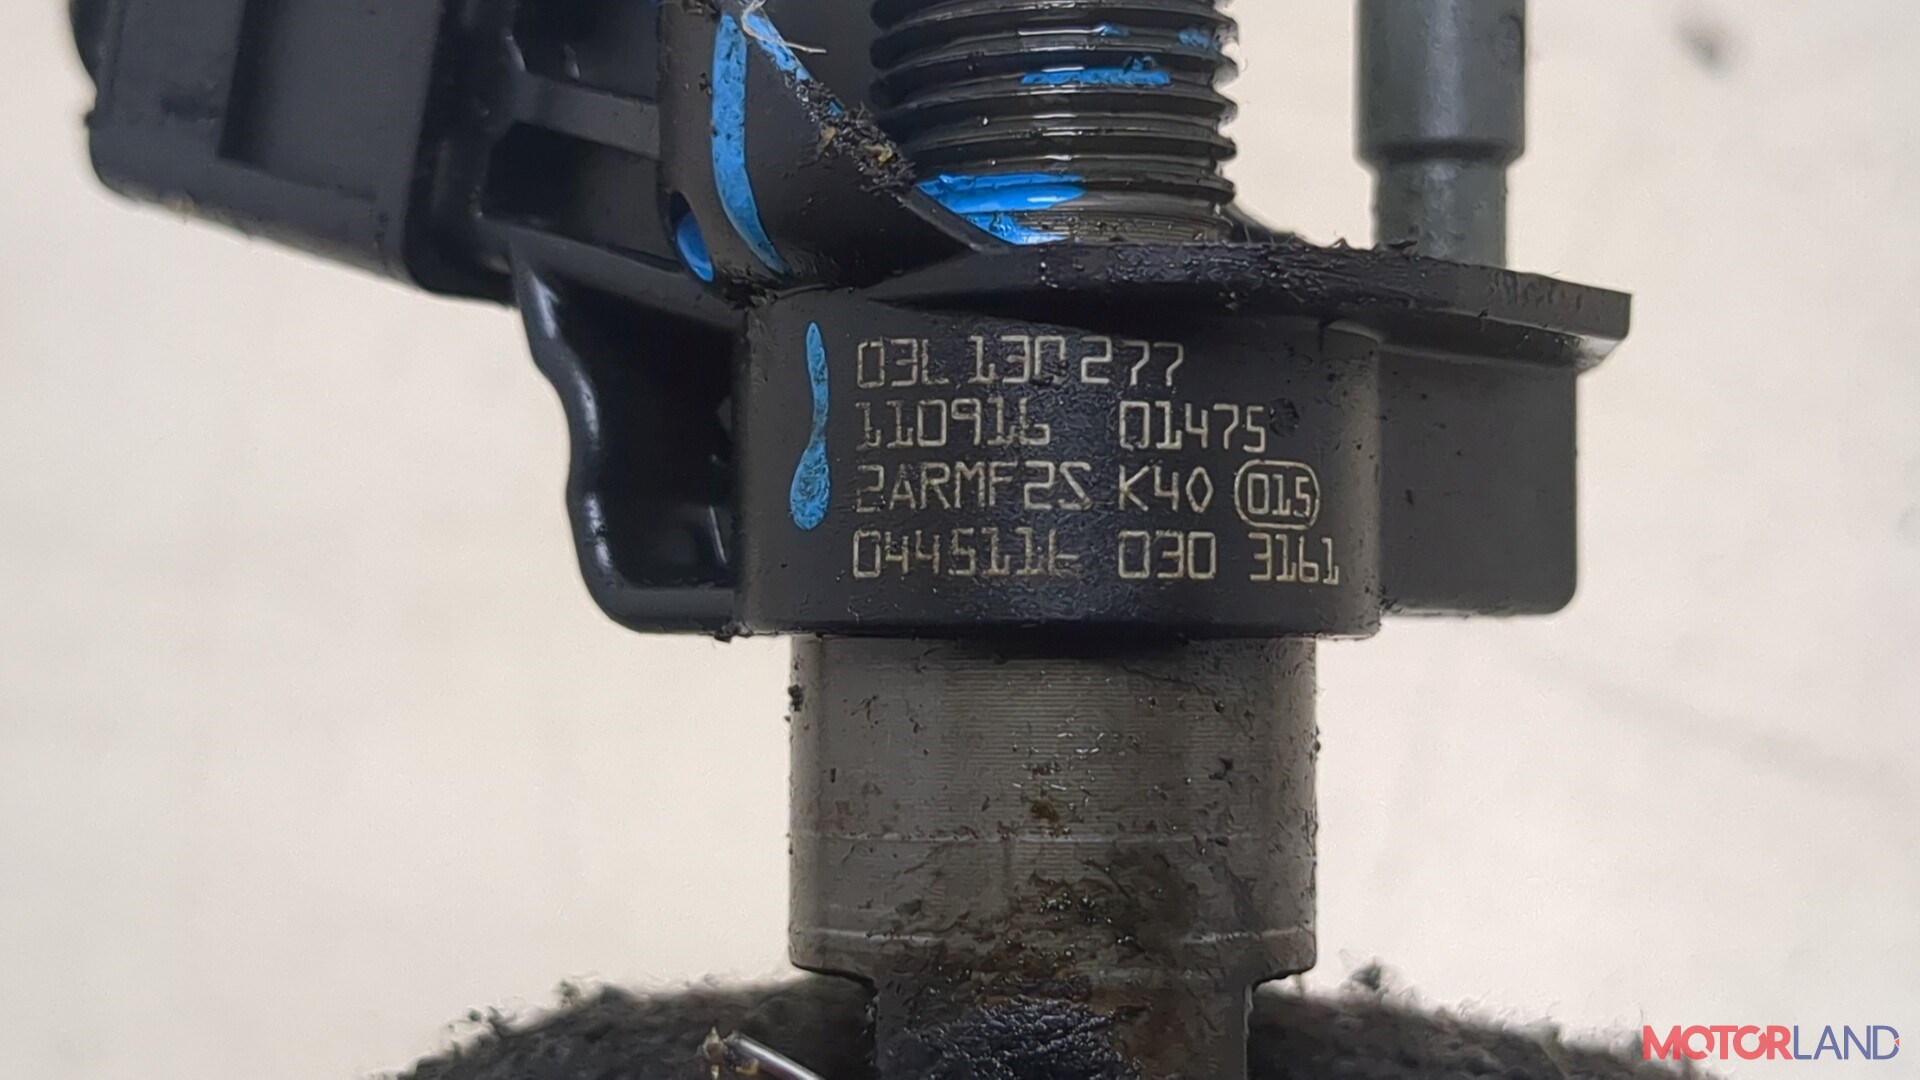 03L 130 277
110916 01475
2ARMF2S K40 015
0445116 030 3161
MOTORLAND